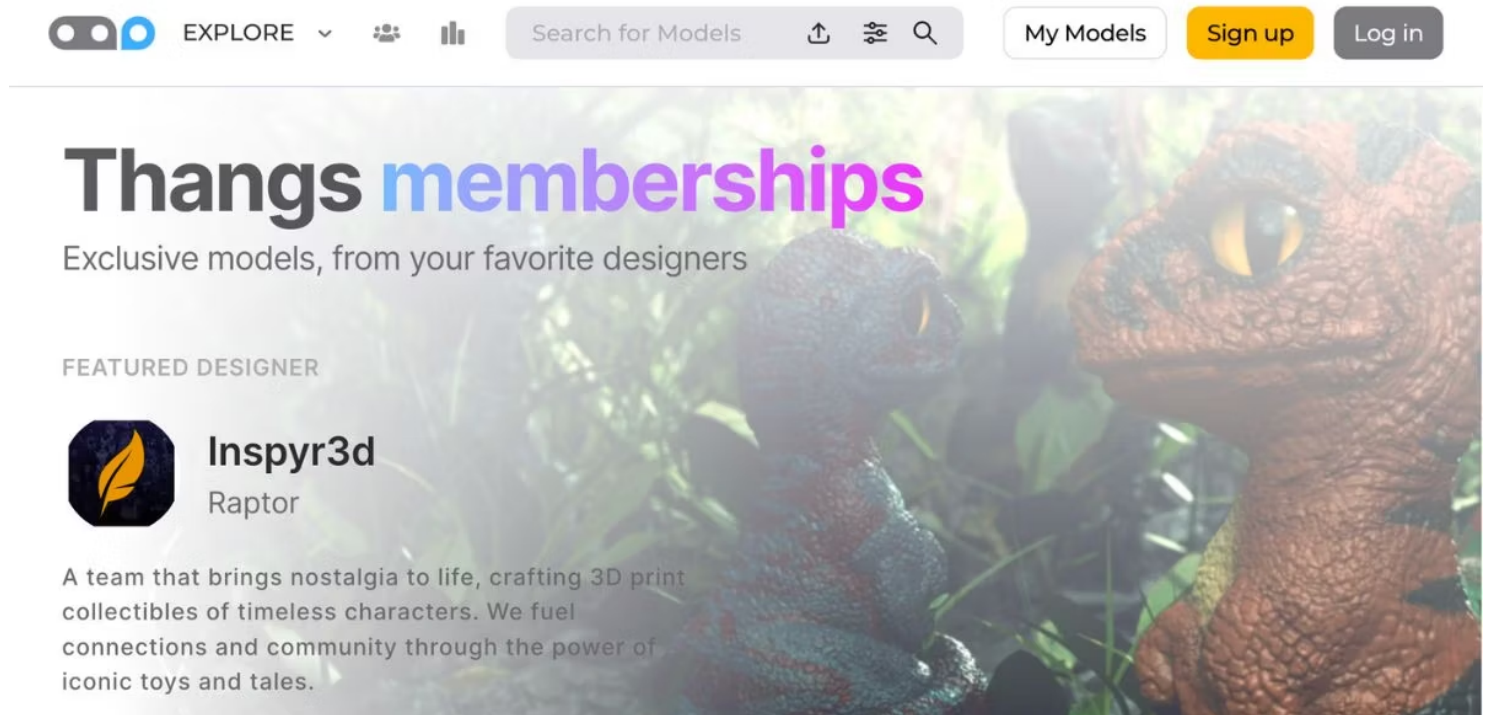 EXPLORE
Search for Models
My Models
Sign up
Log in
Thangs memberships
Exclusive models, from your favorite designers
FEATURED DESIGNER
Inspyr3d
Raptor
A team that brings nostalgia to life, crafting 3D print
collectibles of timeless characters. We fuel
connections and community through the power of
iconic toys and tales.